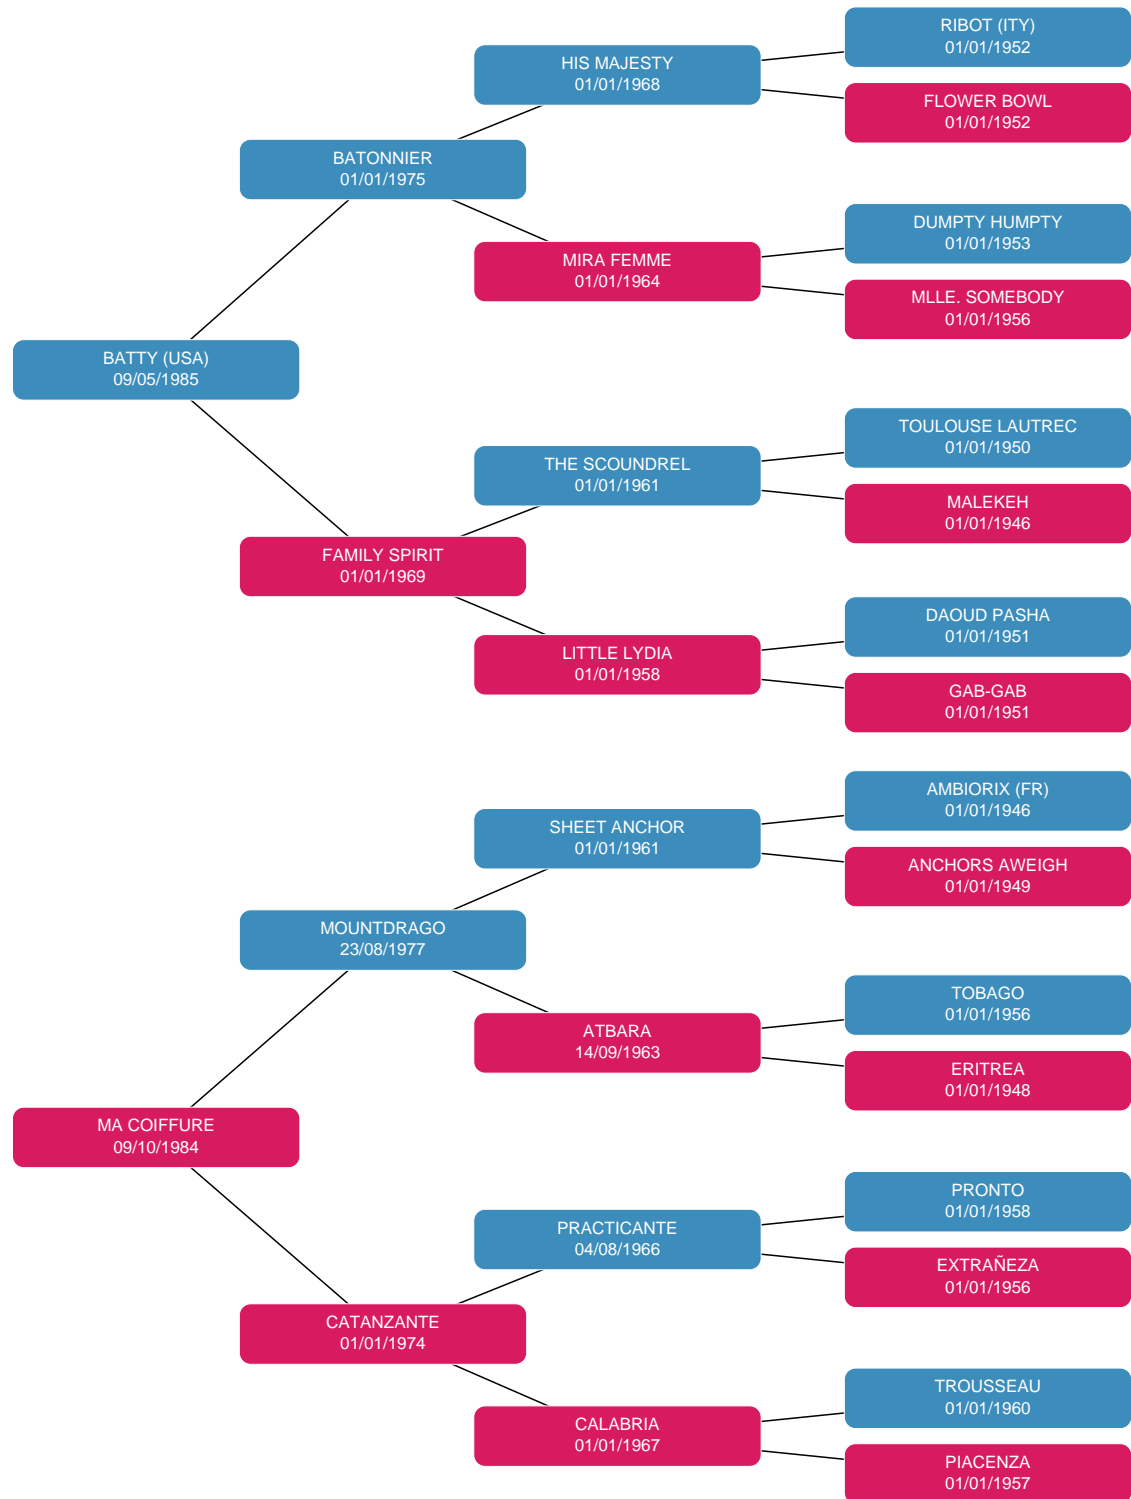 RIBOT (ITY)
01/01/1952
HIS MAJESTY
01/01/1968
FLOWER BOWL
01/01/1952
BATONNIER
01/01/1975
DUMPTY HUMPTY
01/01/1953
MIRA FEMME
01/01/1964
MLLE. SOMEBODY
01/01/1956
BATTY (USA)
09/05/1985
TOULOUSE LAUTREC
01/01/1950
THE SCOUNDREL
01/01/1961
MALEKEH
01/01/1946
FAMILY SPIRIT
01/01/1969
DAOUD PASHA
01/01/1951
LITTLE LYDIA
01/01/1958
GAB-GAB
01/01/1951
AMBIORIX (FR)
01/01/1946
SHEET ANCHOR
01/01/1961
ANCHORS AWEIGH
01/01/1949
MOUNTDRAGO
23/08/1977
TOBAGO
01/01/1956
ATBARA
14/09/1963
ERITREA
01/01/1948
MA COIFFURE
09/10/1984
PRONTO
01/01/1958
PRACTICANTE
04/08/1966
EXTRAÑEZA
01/01/1956
CATANZANTE
01/01/1974
TROUSSEAU
01/01/1960
CALABRIA
01/01/1967
PIACENZA
01/01/1957